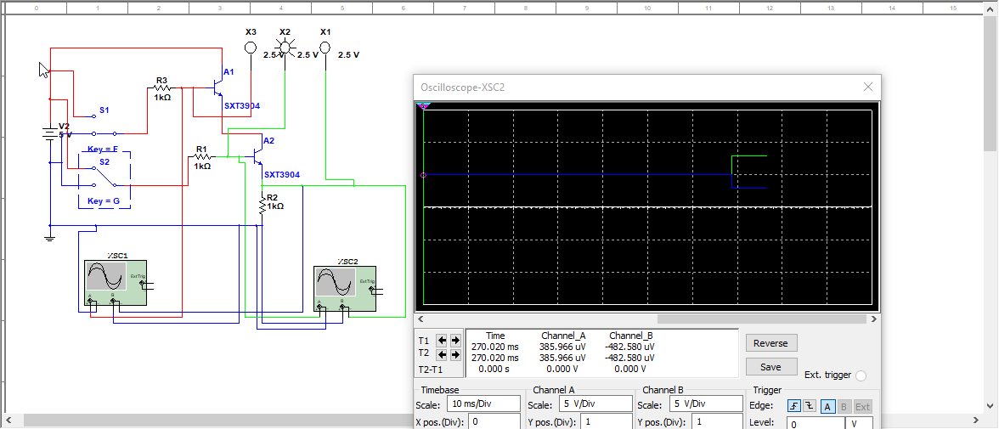 0 1 2 3 4 5 6 7 8 9 10 11 12 13 14 15
X3 X2 X1
2.5 V 2.5 V 2.5 V
A1
R3
1kΩ
SXT3904
S1
V2
5 V
A2
Key = F
R1
1kΩ
S2
SXT3904
Key = G
R2
1kΩ
XSC1
Ext Trig
A B
XSC2
Ext Trig
A B
Oscilloscope-XSC2
Time Channel_A Channel_B
T1 270.020 ms 385.966 uV -482.580 uV
T2 270.020 ms 385.966 uV -482.580 uV
T2-T1 0.000 s 0.000 V 0.000 V
Reverse
Save
Ext. trigger
Timebase Channel A Channel B Trigger
Scale: 10 ms/Div Scale: 5 V/Div Scale: 5 V/Div Edge: A B Ext
X pos.(Div): 0 Y pos.(Div): 1 Y pos.(Div): 1 Level: 0 V